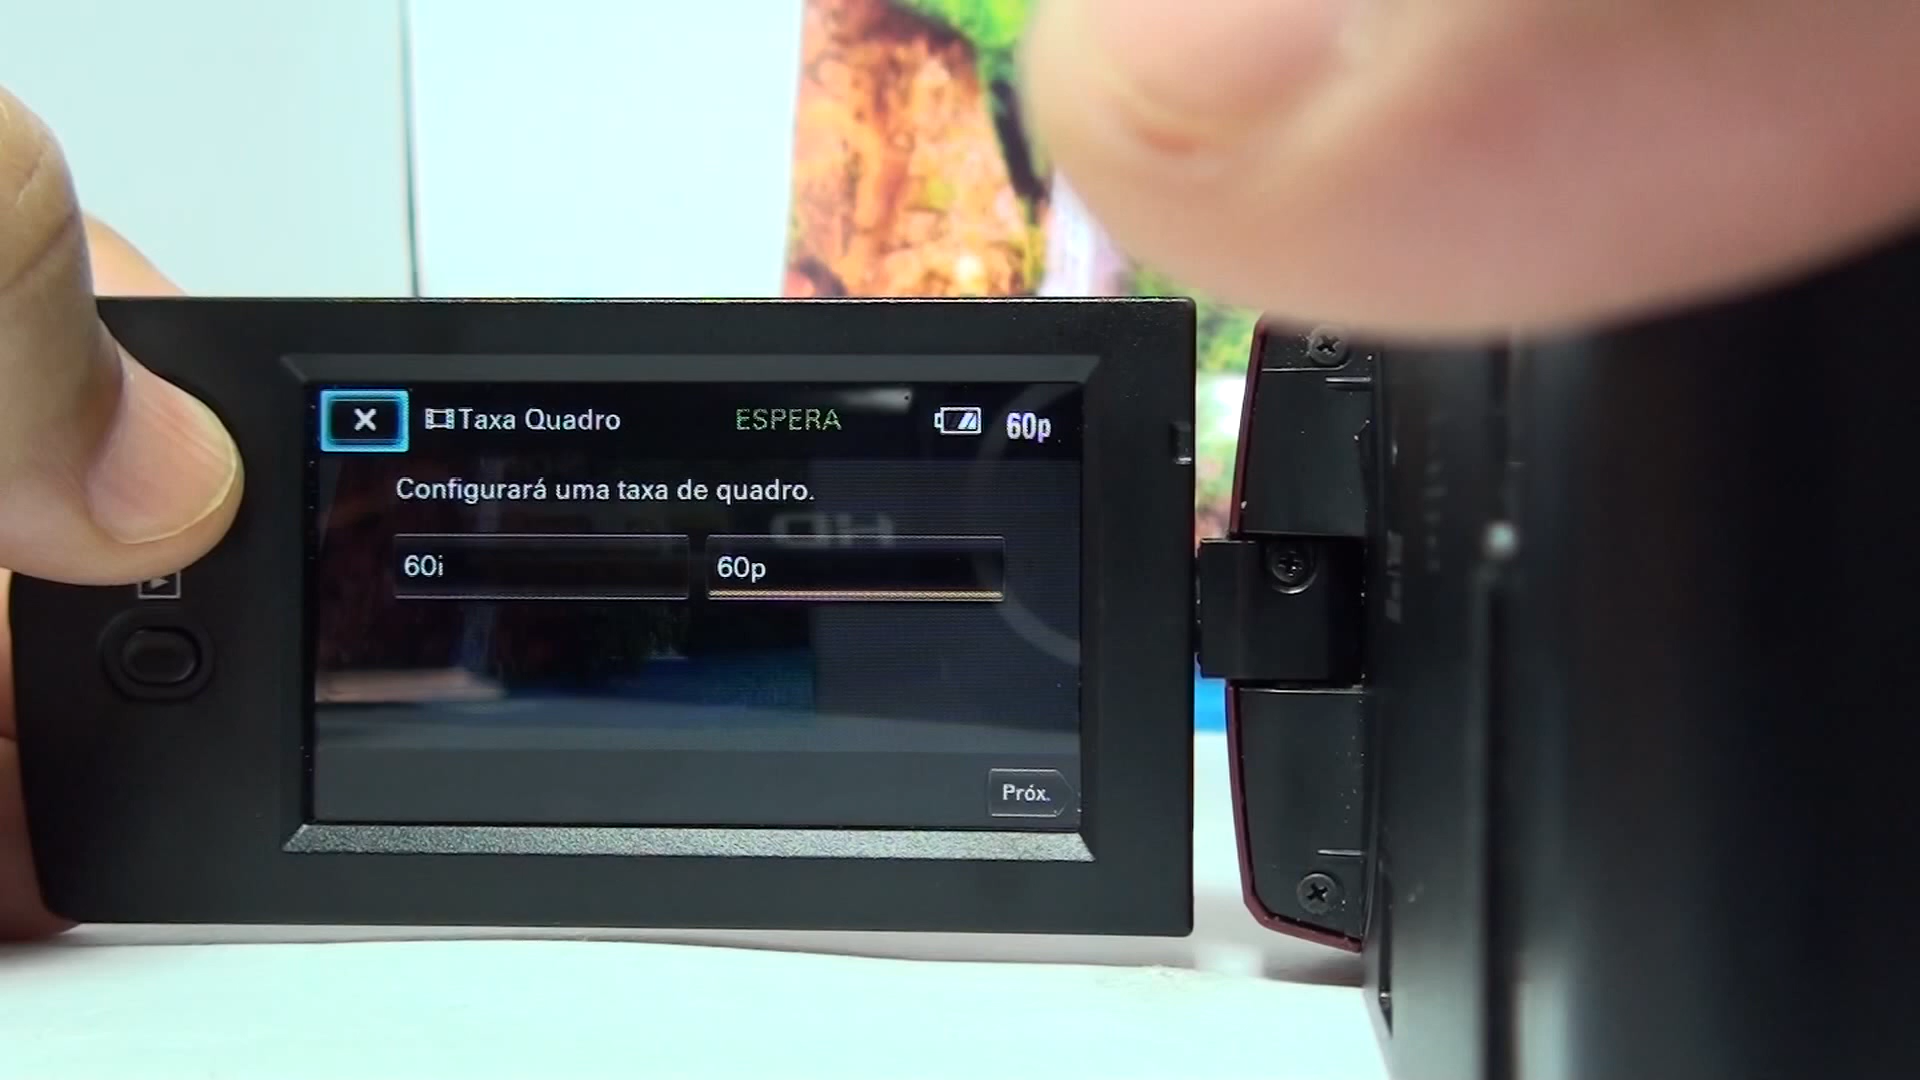 × Taxa Quadro ESPERA 60p
Configurará uma taxa de quadro.
60i 60p
Próx.